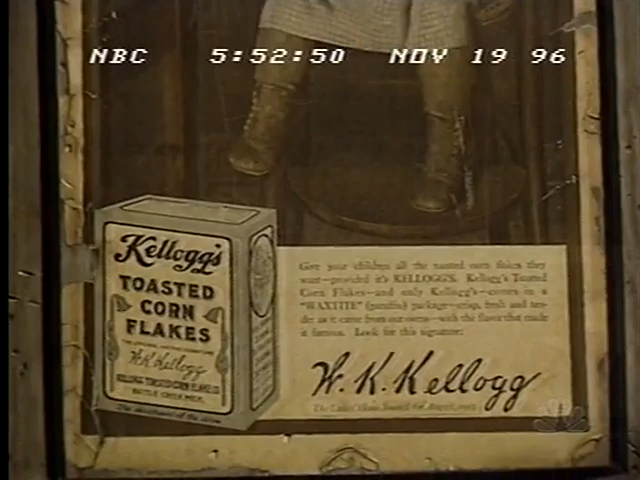 NBC 5:52:50 NOV 19 96
Kellogg's
TOASTED
CORN
FLAKES
W.K.Kellogg
KELLOGG TOASTED CORN FLAKE CO.
BATTLE CREEK, MICH.
Give your children all the toasted corn flakes they
want—provided it's KELLOGG'S. Kellogg's Toasted
Corn Flakes—and only Kellogg's—comes in a
"WAXTITE" package—crisp, fresh and ten-
der as it came from our ovens—with the flavor that made
it famous. Look for this signature:
W. K. Kellogg